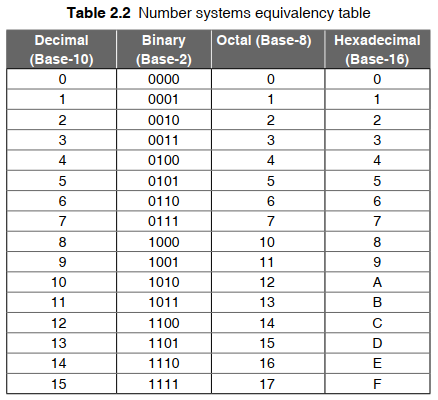 Table 2.2 Number systems equivalency table
Decimal Binary Octal (Base-8) Hexadecimal
(Base-10) (Base-2) (Base-16)
0 0000 0 0
1 0001 1 1
2 0010 2 2
3 0011 3 3
4 0100 4 4
5 0101 5 5
6 0110 6 6
7 0111 7 7
8 1000 10 8
9 1001 11 9
10 1010 12 A
11 1011 13 B
12 1100 14 C
13 1101 15 D
14 1110 16 E
15 1111 17 F